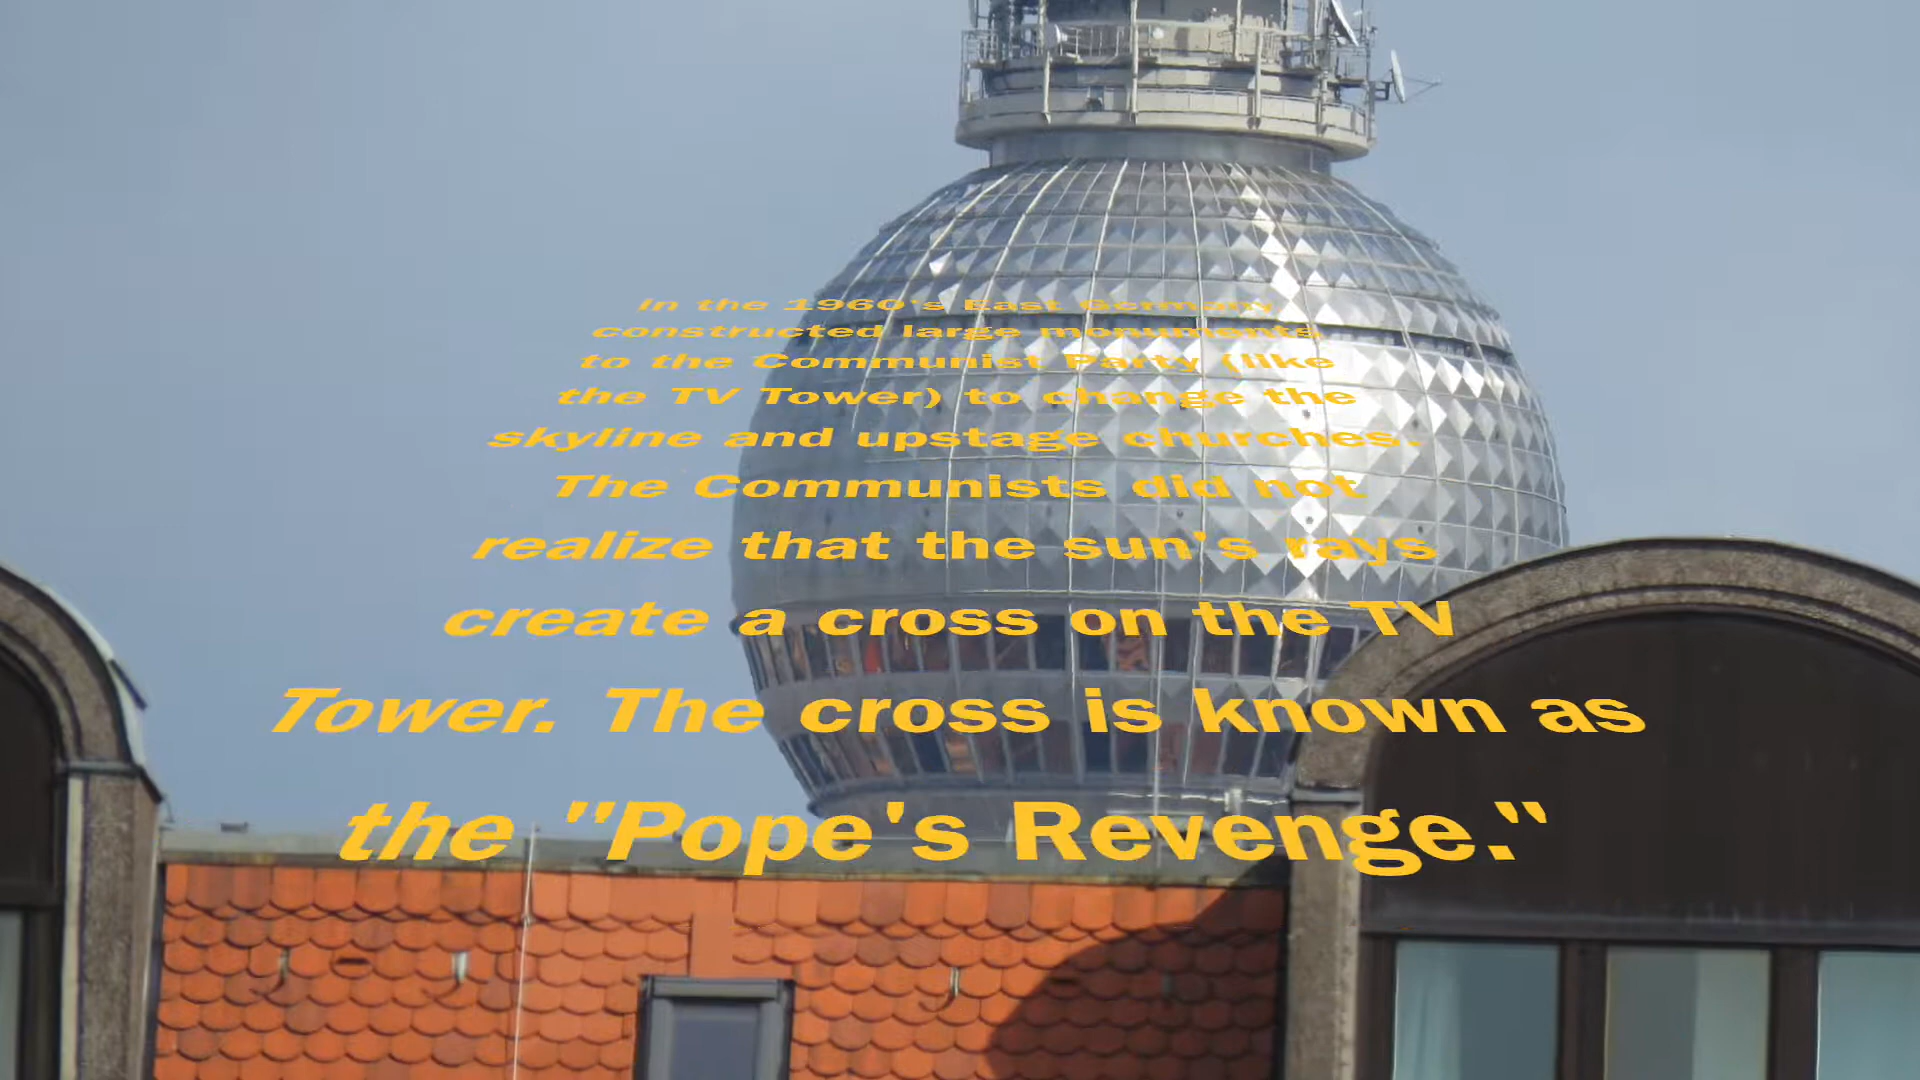 In the 1960's East Germany
constructed large monuments
to the Communist Party (like
the TV Tower) to change the
skyline and upstage churches.
The Communists did not
realize that the sun's rays
create a cross on the TV
Tower. The cross is known as
the "Pope's Revenge."